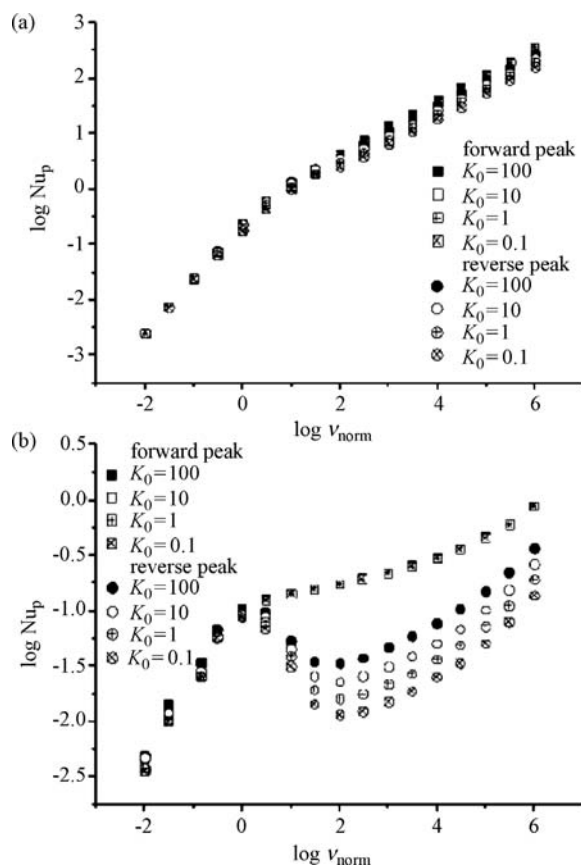 (a)
3
2
1
0
-1
-2
-3
log Nu_p
forward peak
K_0=100
K_0=10
K_0=1
K_0=0.1
reverse peak
K_0=100
K_0=10
K_0=1
K_0=0.1
-2 0 2 4 6
log ν_norm
(b)
0.5
0.0
-0.5
-1.0
-1.5
-2.0
-2.5
log Nu_p
forward peak
K_0=100
K_0=10
K_0=1
K_0=0.1
reverse peak
K_0=100
K_0=10
K_0=1
K_0=0.1
-2 0 2 4 6
log ν_norm